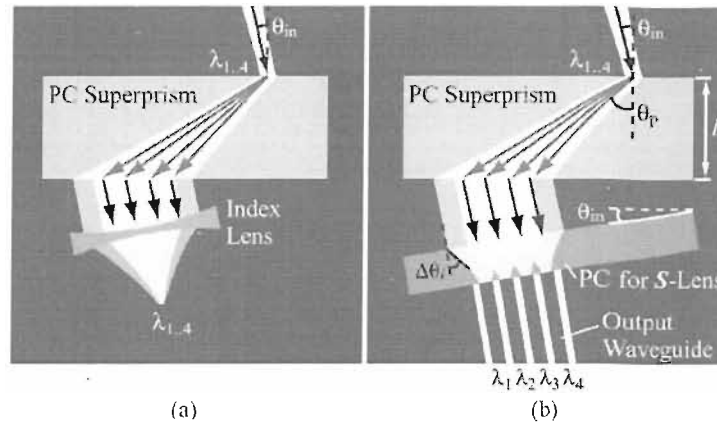 θin
λ1..4
PC Superprism
Index
Lens
λ1..4
(a)
θin
λ1..4
PC Superprism
θp
θin
PC for S-Lens
Output
Waveguide
λ1 λ2 λ3 λ4
(b)